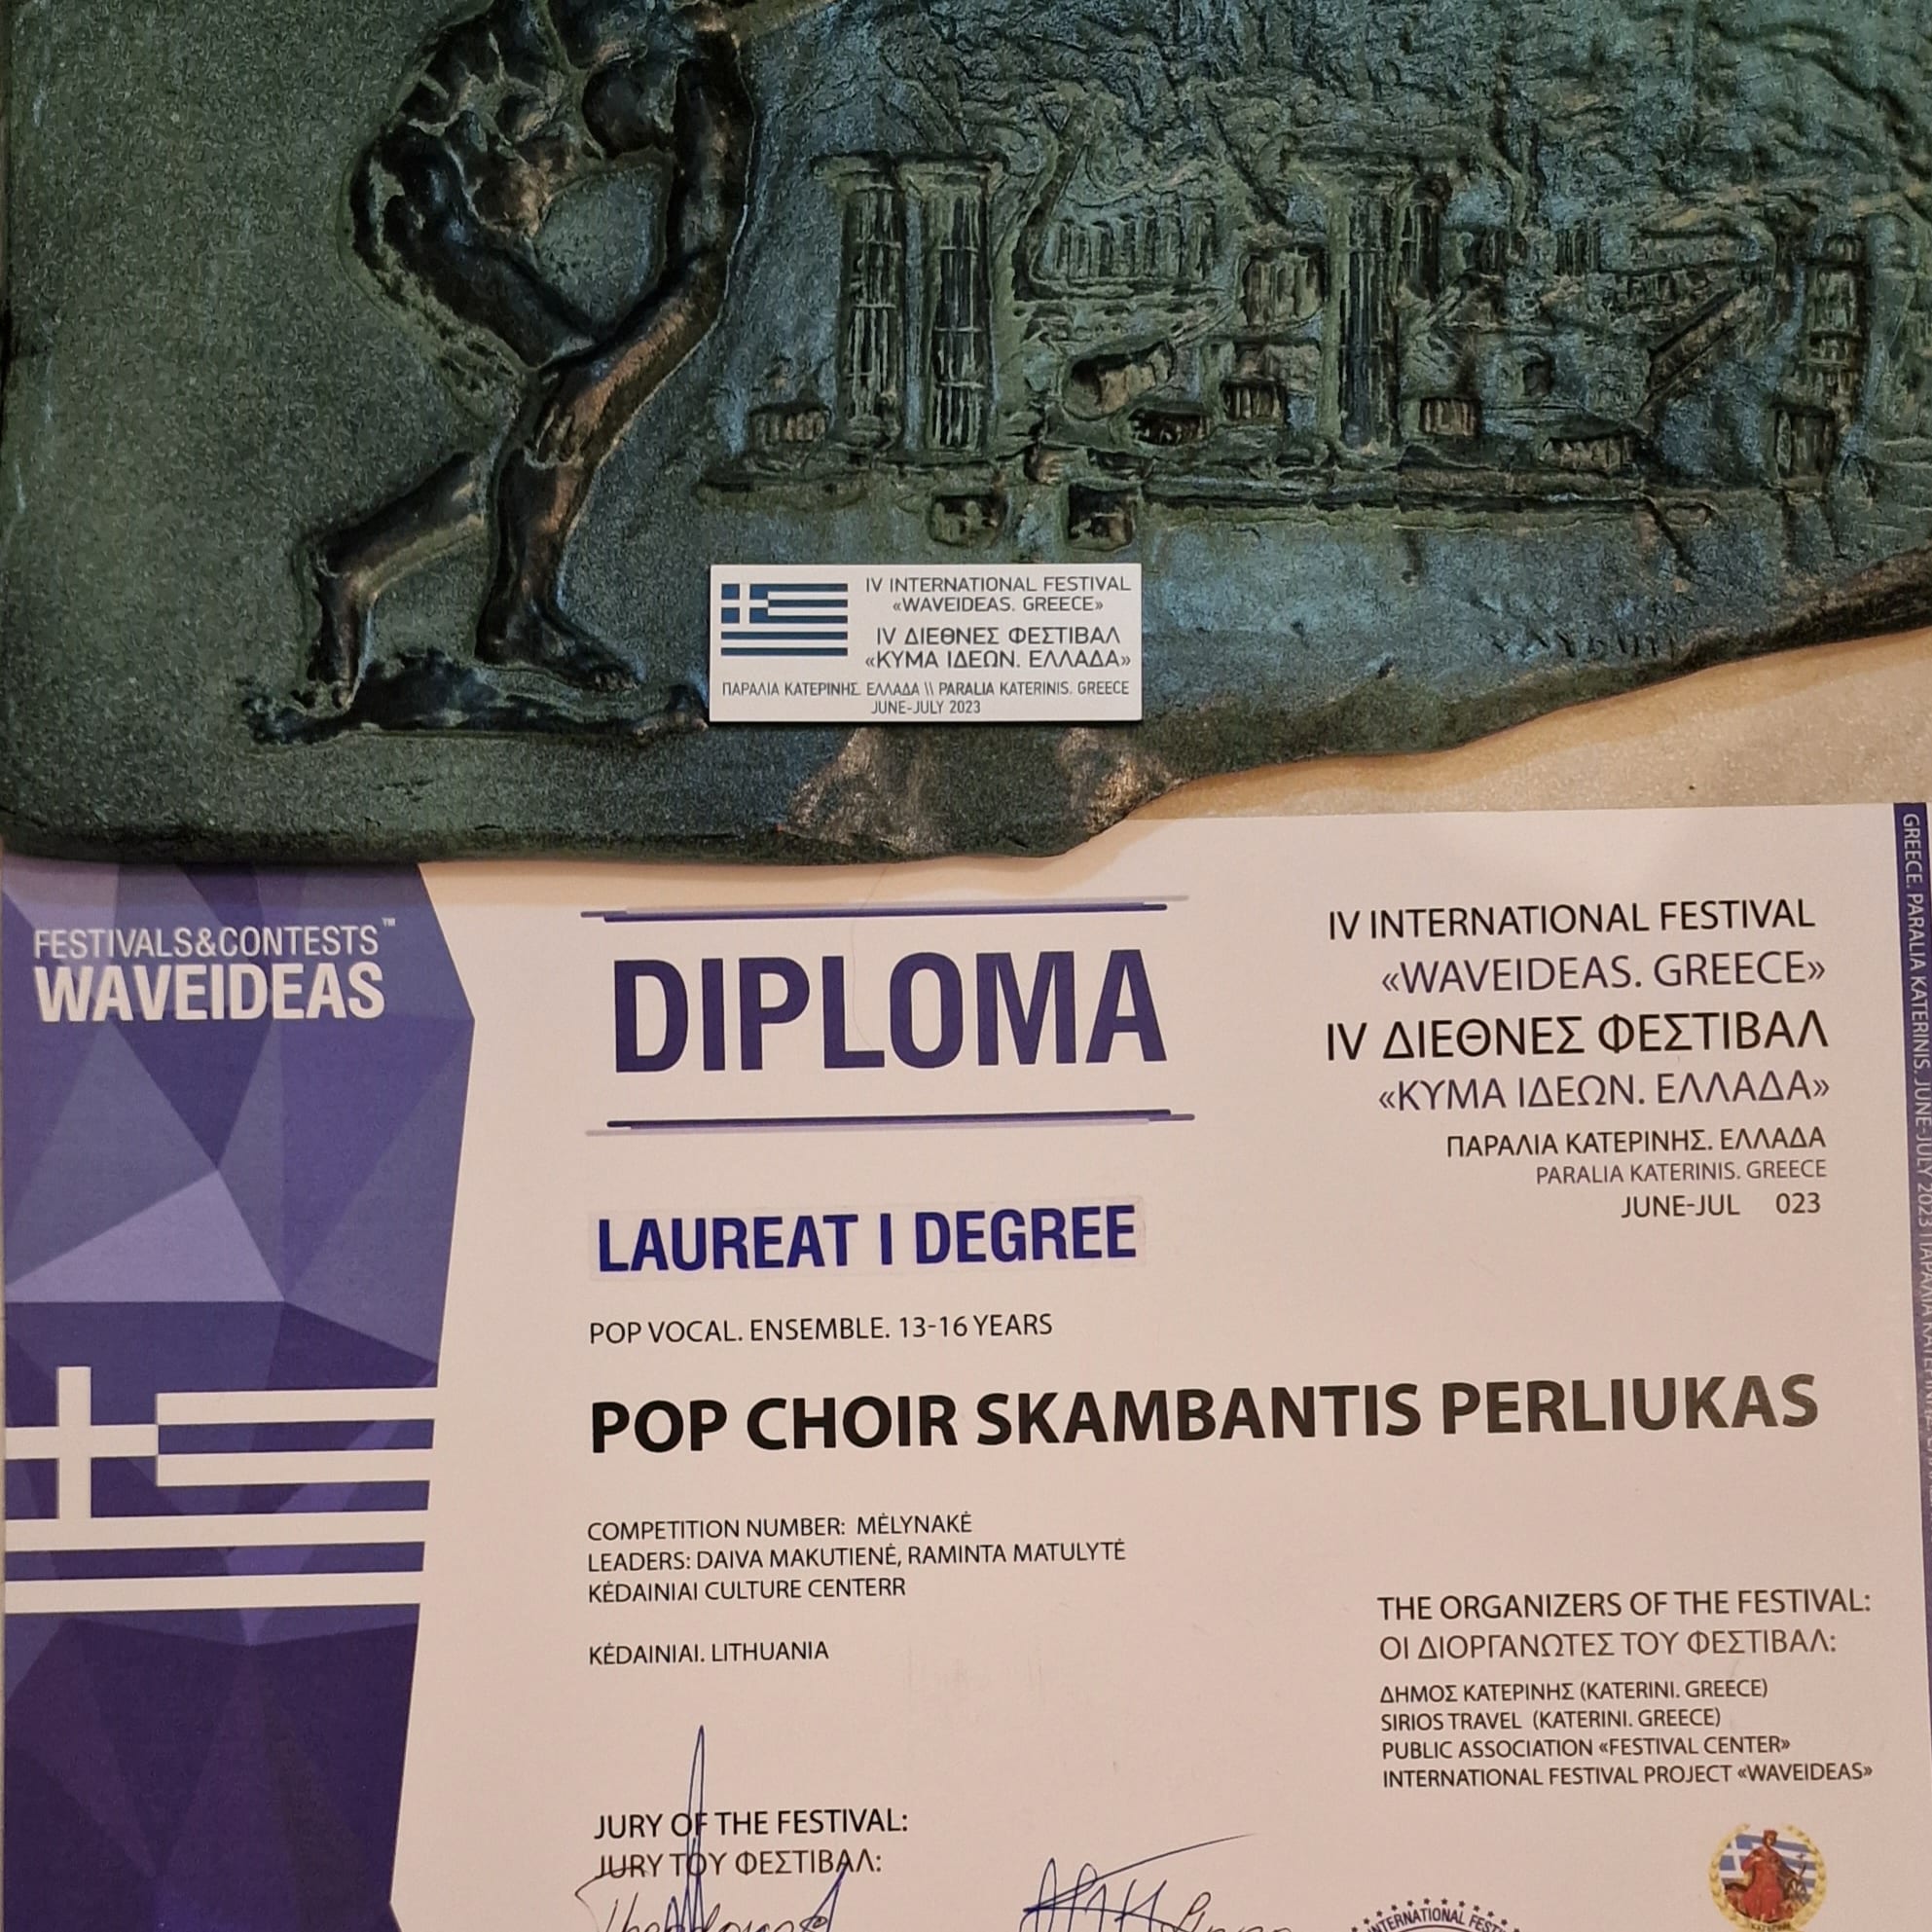 IV INTERNATIONAL FESTIVAL
«WAVEIDEAS. GREECE»
IV ΔΙΕΘΝΕΣ ΦΕΣΤΙΒΑΛ
«ΚΥΜΑ ΙΔΕΩΝ. ΕΛΛΑΔΑ»
ΠΑΡΑΛΙΑ ΚΑΤΕΡΙΝΗΣ. ΕΛΛΑΔΑ \\ PARALIA KATERINIS. GREECE
JUNE-JULY 2023
FESTIVALS&CONTESTS™
WAVEIDEAS
DIPLOMA
IV INTERNATIONAL FESTIVAL
«WAVEIDEAS. GREECE»
IV ΔΙΕΘΝΕΣ ΦΕΣΤΙΒΑΛ
«ΚΥΜΑ ΙΔΕΩΝ. ΕΛΛΑΔΑ»
ΠΑΡΑΛΙΑ ΚΑΤΕΡΙΝΗΣ. ΕΛΛΑΔΑ
PARALIA KATERINIS. GREECE
JUNE-JUL 023
LAUREAT I DEGREE
POP VOCAL. ENSEMBLE. 13-16 YEARS
POP CHOIR SKAMBANTIS PERLIUKAS
COMPETITION NUMBER: MĖLYNAKĖ
LEADERS: DAIVA MAKUTIENĖ, RAMINTA MATULYTĖ
KĖDAINIAI CULTURE CENTERR
KĖDAINIAI. LITHUANIA
THE ORGANIZERS OF THE FESTIVAL:
ΟΙ ΔΙΟΡΓΑΝΩΤΕΣ ΤΟΥ ΦΕΣΤΙΒΑΛ:
ΔΗΜΟΣ ΚΑΤΕΡΙΝΗΣ (KATERINI. GREECE)
SIRIOS TRAVEL (KATERINI. GREECE)
PUBLIC ASSOCIATION «FESTIVAL CENTER»
INTERNATIONAL FESTIVAL PROJECT «WAVEIDEAS»
JURY OF THE FESTIVAL:
JURY ΤΟΥ ΦΕΣΤΙΒΑΛ:
GREECE. PARALIA KATERINIS. JUNE-JULY 2023